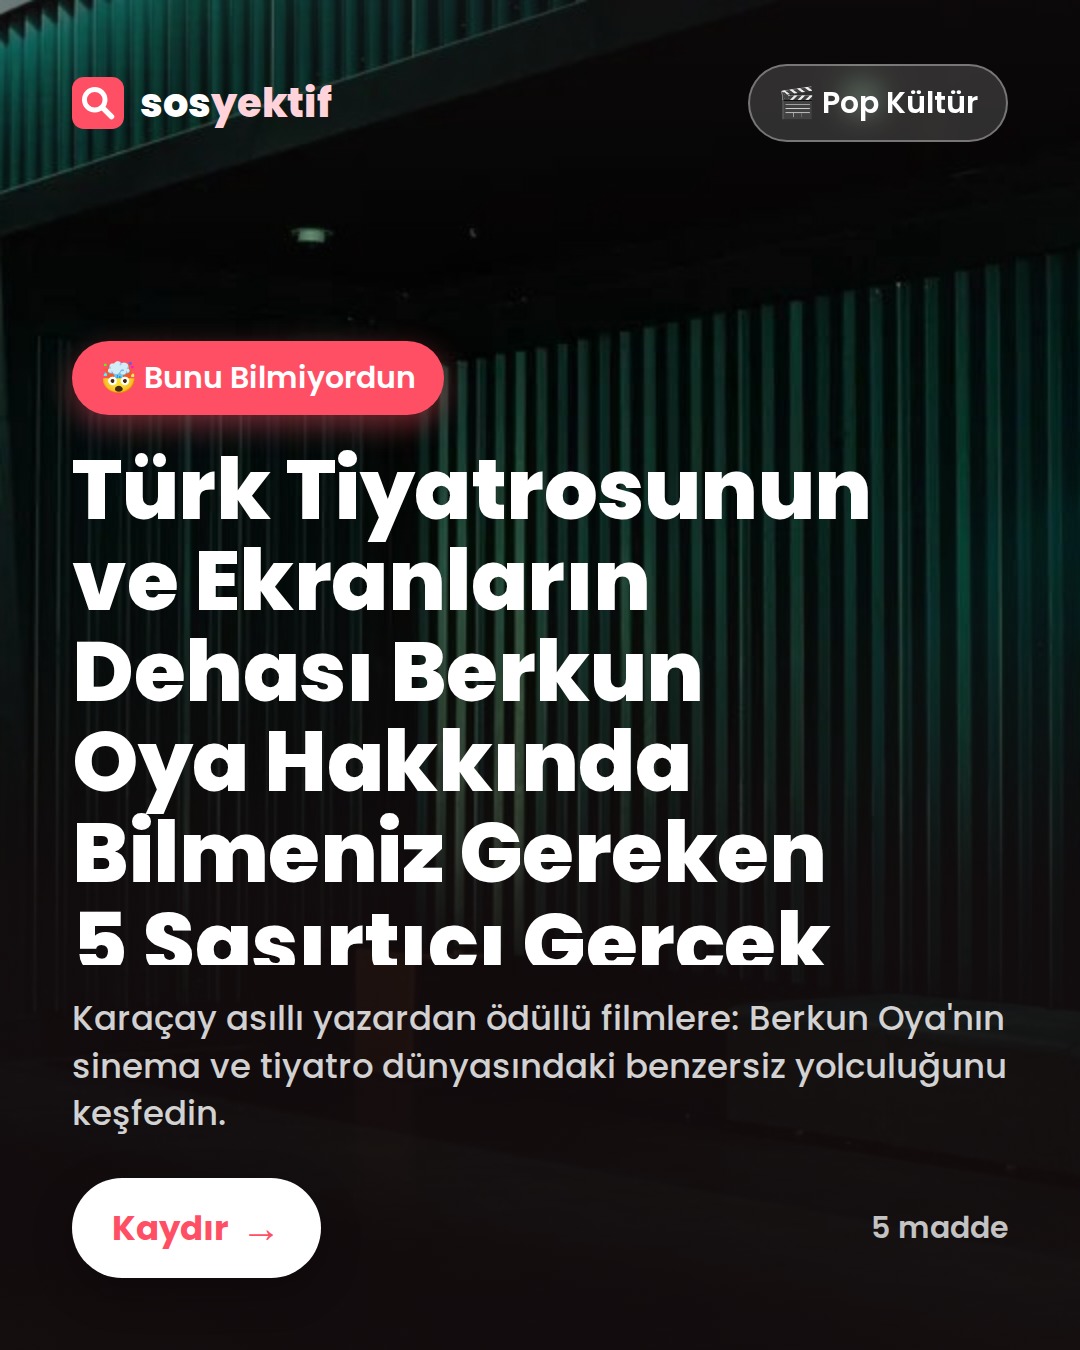 sosyektif
🎬 Pop Kültür
🤯 Bunu Bilmiyordun
Türk Tiyatrosunun
ve Ekranların
Dehası Berkun
Oya Hakkında
Bilmeniz Gereken
5 Şaşırtıcı Gerçek
Karaçay asıllı yazardan ödüllü filmlere: Berkun Oya'nın
sinema ve tiyatro dünyasındaki benzersiz yolculuğunu
keşfedin.
Kaydır →
5 madde